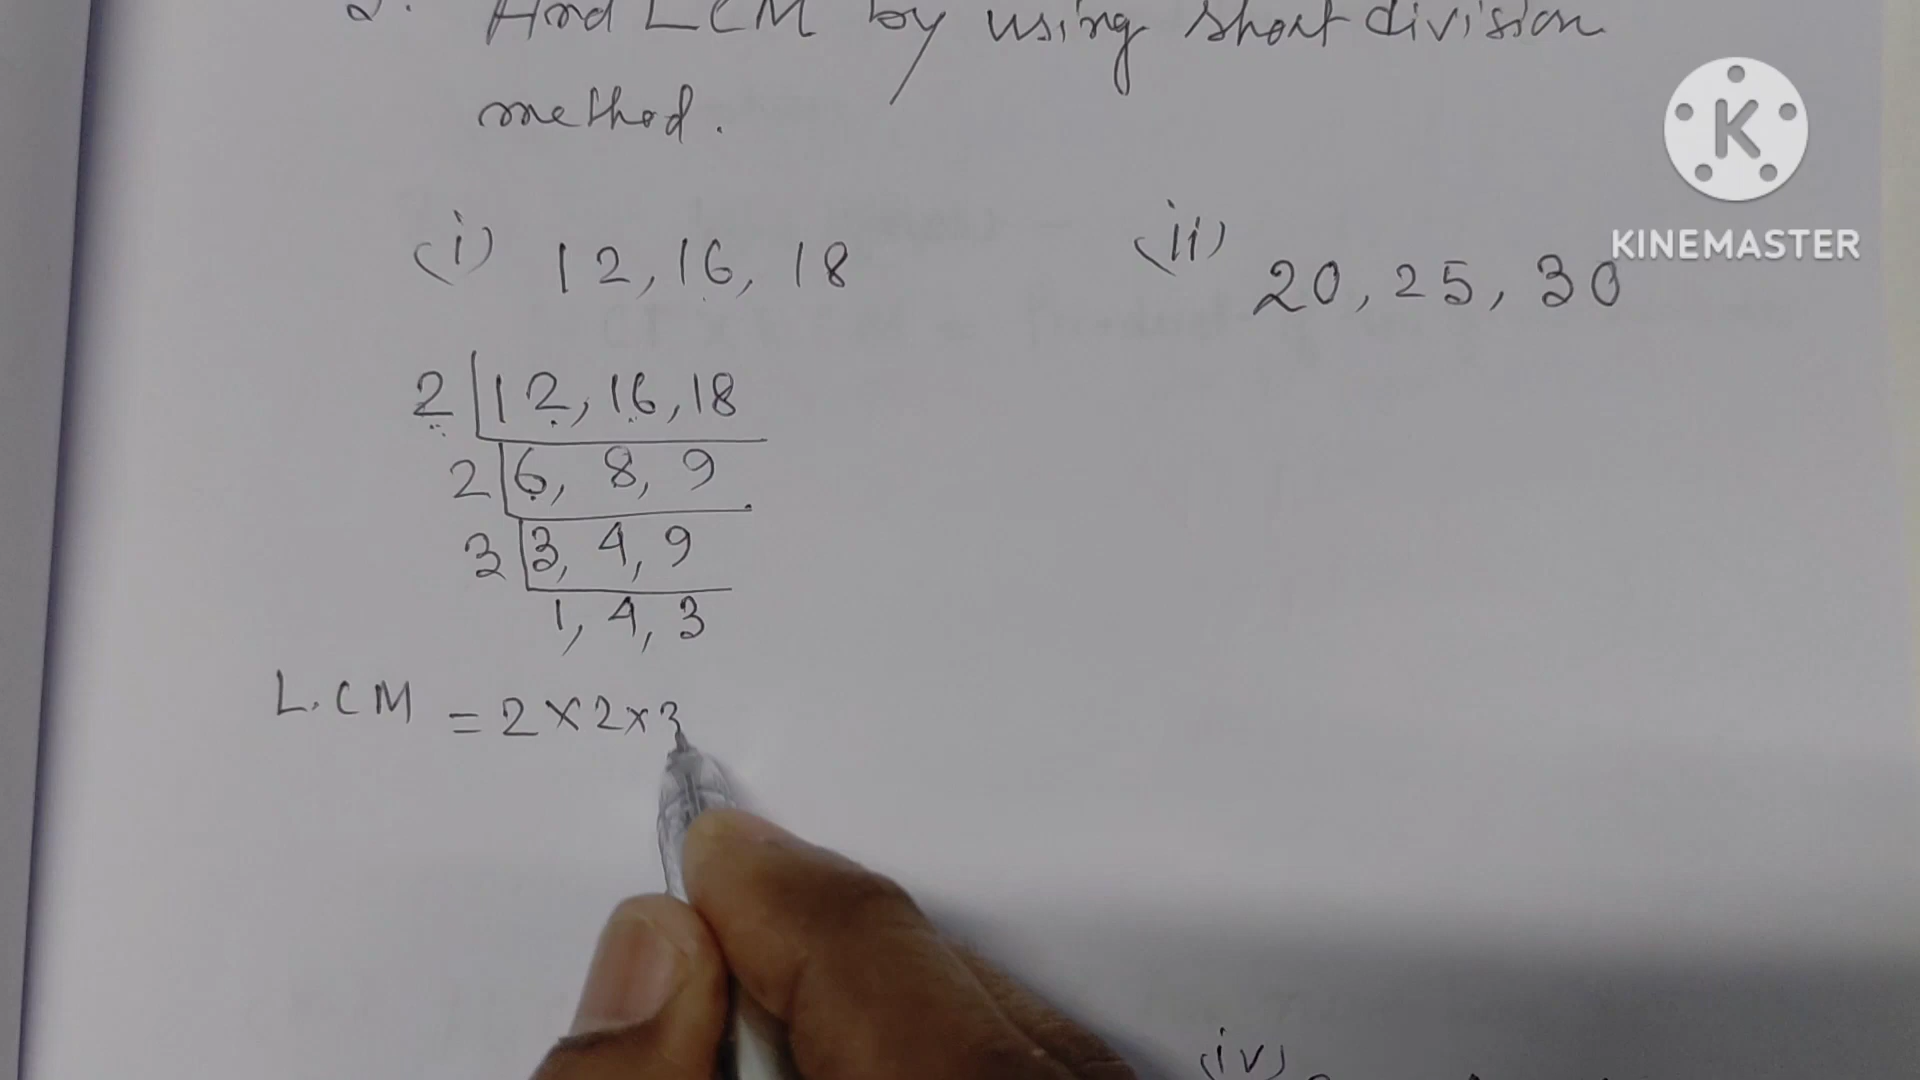 2. Find LCM by using short division
method.
(i) 12, 16, 18
(ii) 20, 25, 30
KINEMASTER
2 12, 16, 18
2 6, 8, 9
3 3, 4, 9
1, 4, 3
L.CM = 2 × 2 × 3
(iv)